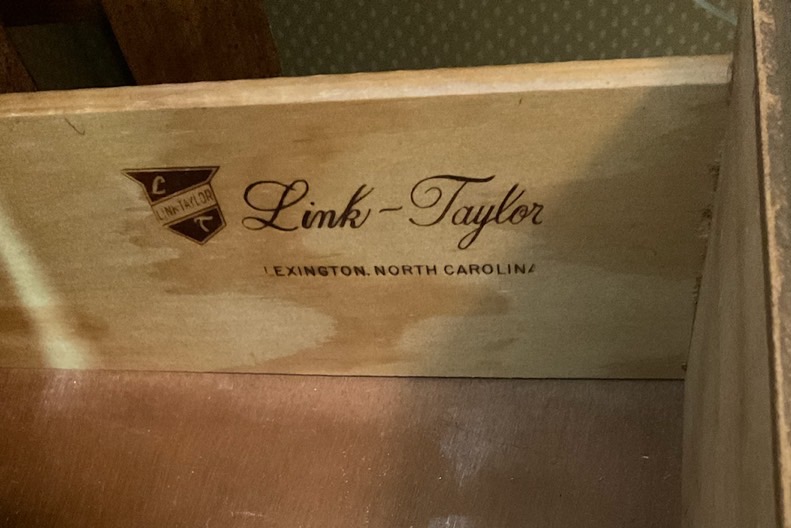 L
LINK-TAYLOR
T
Link-Taylor
LEXINGTON, NORTH CAROLINA